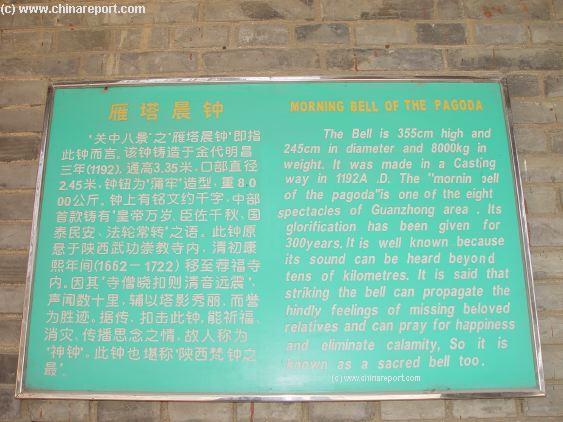 (c) www.chinareport.com
雁塔晨钟
"关中八景"之"雁塔晨钟"即指
此钟而言。该钟铸造于金代明昌
三年(1192),通高3.35米,口部直径
2.45米,钟钮为"蒲牢"造型,重80
00公斤。钟上有铭文约千字,中部
首款铸有"皇帝万岁、臣佐千秋、国
泰民安、法轮常转"之语。此钟原
悬于陕西武功崇教寺内,清初康
熙年间(1662—1722)移至荐福寺
内。因其"寺僧晓扣则清音远震",
声闻数十里,辅以塔影秀丽,而誉
为胜迹。据传,扣击此钟,能祈福、
消灾、传播思念之情,故人称为
"神钟"。此钟也堪称"陕西梵钟之
最"。
MORNING BELL OF THE PAGODA
The Bell is 355cm high and
245cm in diameter and 8000kg in
weight. It was made in a Casting
way in 1192A .D. The "mornin bell
of the pagoda"is one of the eight
spectacles of Guanzhong area . Its
glorification has been given for
300years. It is well known because
its sound can be heard beyond
tens of kilometres. It is said that
striking the bell can propagate the
hindly feelings of missing beloved
relatives and can pray for happiness
and eliminate calamity, So it is
known as a sacred bell too.
(c) www.chinareport.com